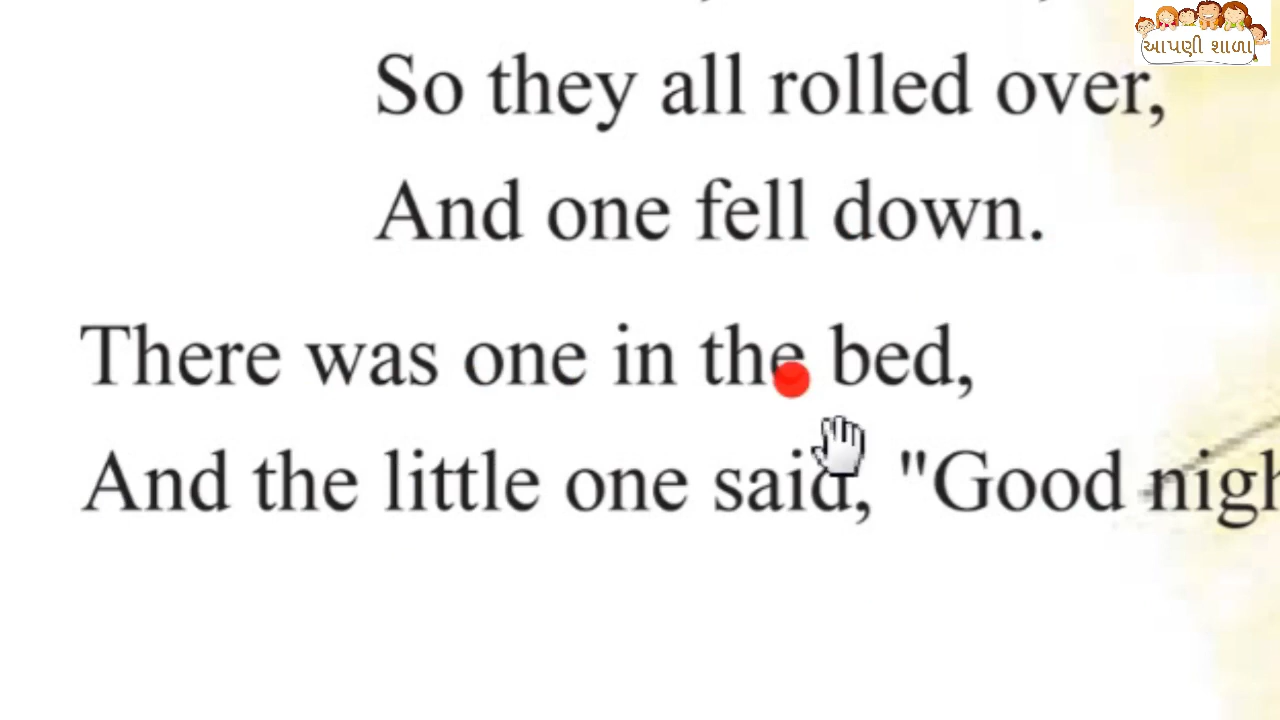 આપણી શાળા
So they all rolled over,
And one fell down.
There was one in the bed,
And the little one said, "Good